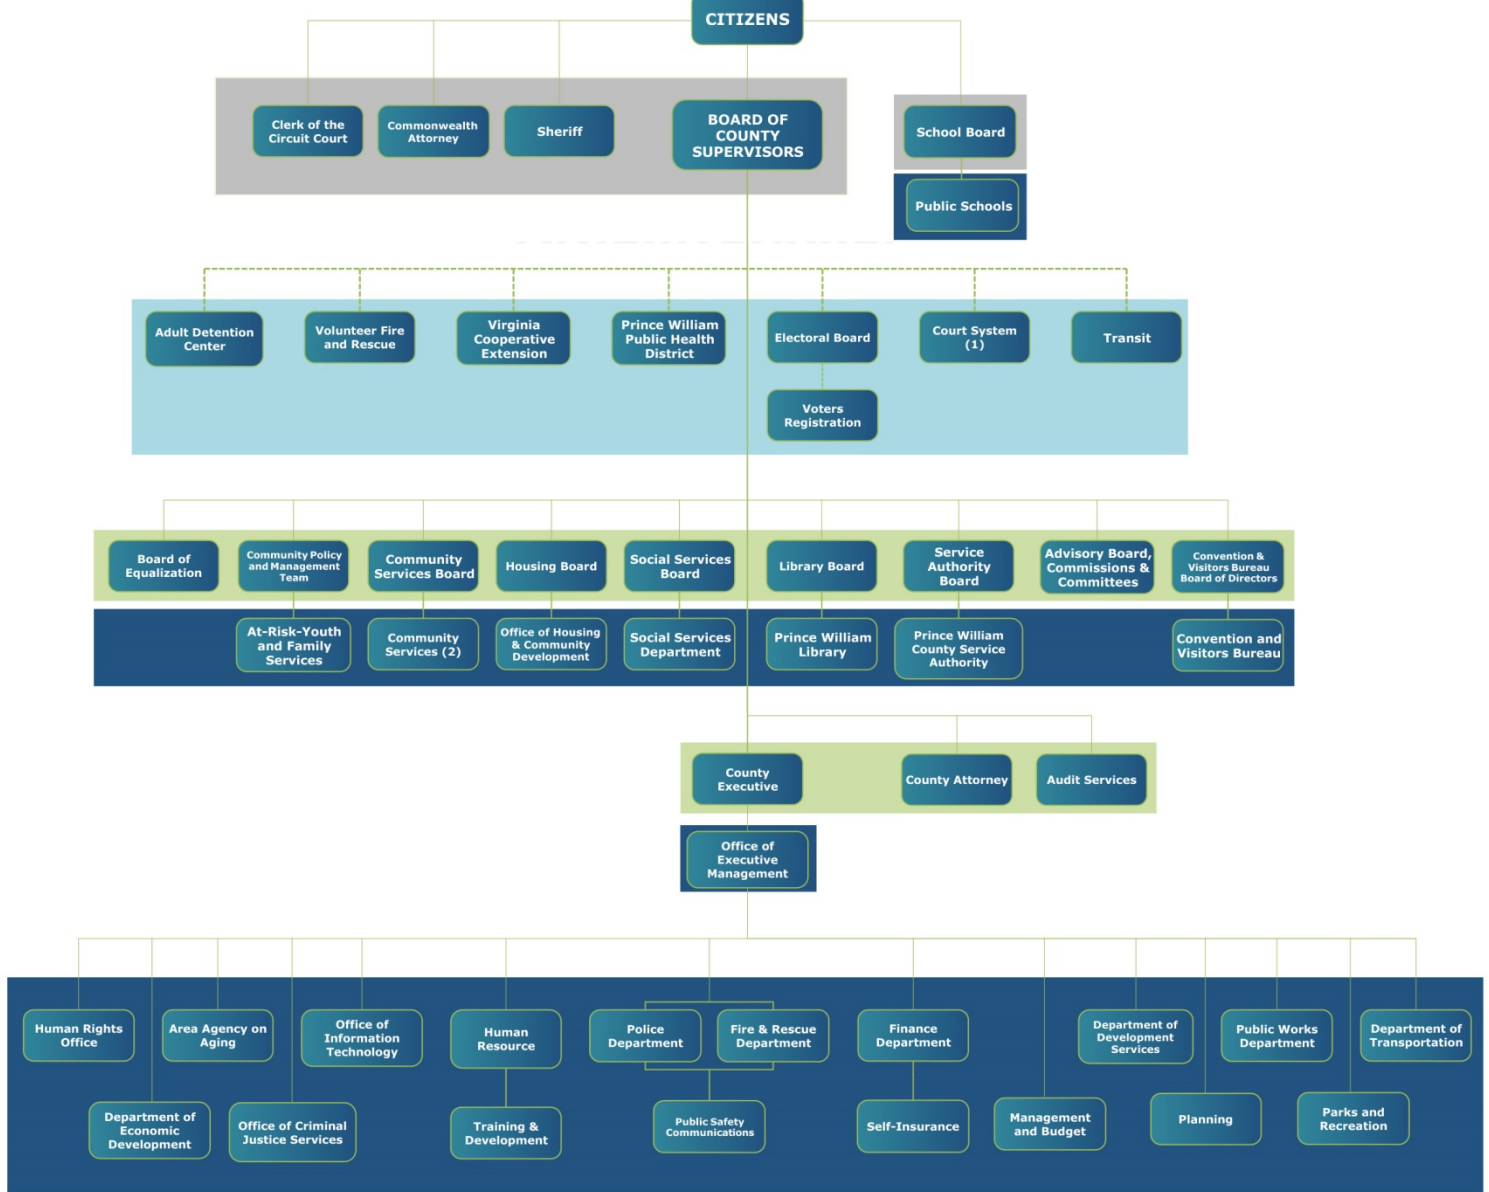 CITIZENS
Clerk of the
Circuit Court
Commonwealth
Attorney
Sheriff
BOARD OF
COUNTY
SUPERVISORS
School Board
Public Schools
Adult Detention
Center
Volunteer Fire
and Rescue
Virginia
Cooperative
Extension
Prince William
Public Health
District
Electoral Board
Court System
(1)
Transit
Voters
Registration
Board of
Equalization
Community Policy
and Management
Team
Community
Services Board
Housing Board
Social Services
Board
Library Board
Service
Authority
Board
Advisory Board,
Commissions &
Committees
Convention &
Visitors Bureau
Board of Directors
At-Risk-Youth
and Family
Services
Community
Services (2)
Office of Housing
& Community
Development
Social Services
Department
Prince William
Library
Prince William
County Service
Authority
Convention and
Visitors Bureau
County
Executive
County Attorney
Audit Services
Office of
Executive
Management
Human Rights
Office
Area Agency on
Aging
Office of
Information
Technology
Human
Resource
Police
Department
Fire & Rescue
Department
Finance
Department
Department of
Development
Services
Public Works
Department
Department of
Transportation
Department of
Economic
Development
Office of Criminal
Justice Services
Training &
Development
Public Safety
Communications
Self-Insurance
Management
and Budget
Planning
Parks and
Recreation